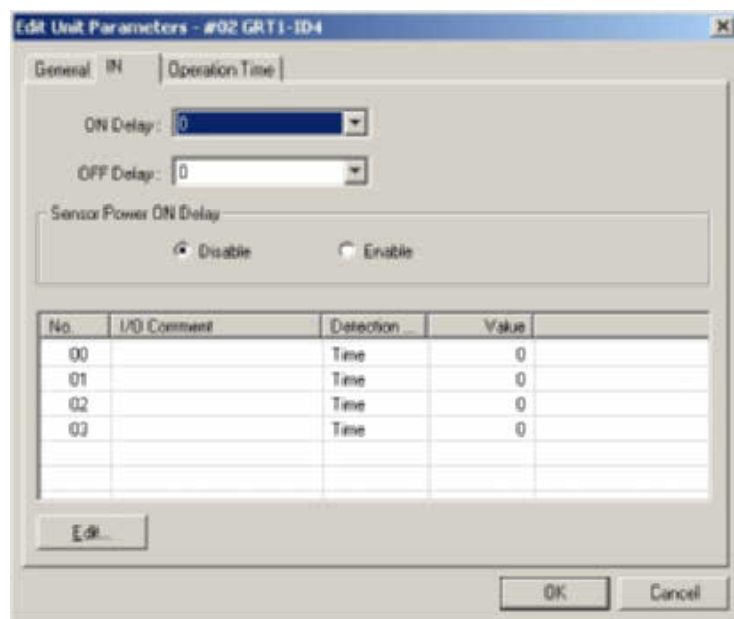 Edit Unit Parameters - #02 GRT1-ID4
General IN Operation Time
ON Delay: 0
OFF Delay: 0
Sensor Power ON Delay
Disable Enable
No. I/O Comment Detection ... Value
00 Time 0
01 Time 0
02 Time 0
03 Time 0
Edit...
OK Cancel